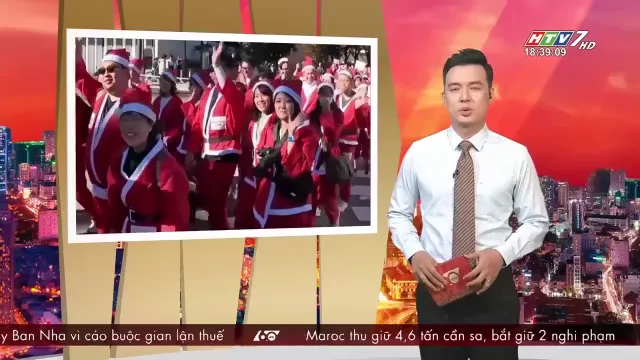 HTV7 HD
18:39:09
y Ban Nha vi cáo buộc gian lận thuế 60 Maroc thu giữ 4,6 tấn cần sa, bắt giữ 2 nghi phạm